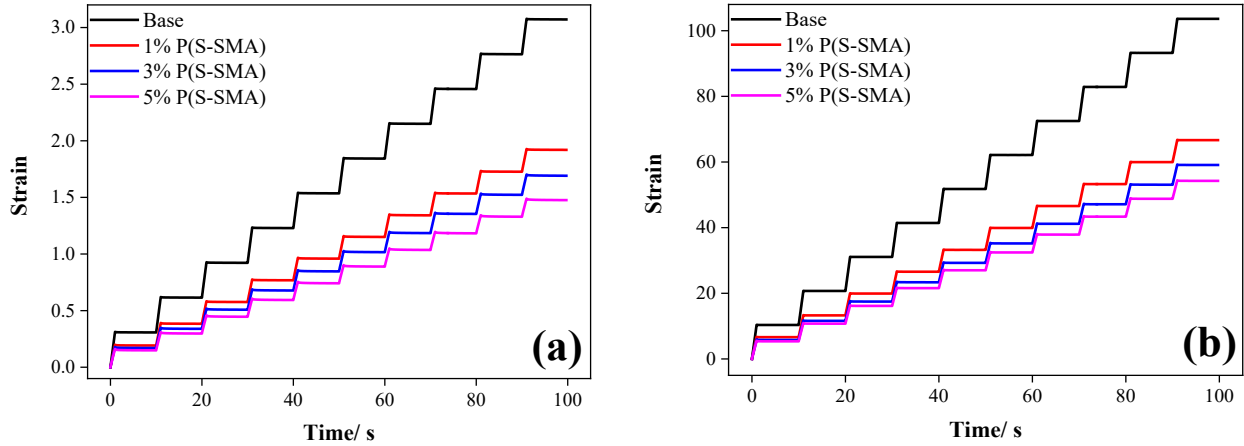 Base
1% P(S-SMA)
3% P(S-SMA)
5% P(S-SMA)
3.0
2.5
2.0
1.5
1.0
0.5
0.0
Strain
0 20 40 60 80 100
Time/ s
(a)
Base
1% P(S-SMA)
3% P(S-SMA)
5% P(S-SMA)
100
80
60
40
20
0
Strain
0 20 40 60 80 100
Time/ s
(b)